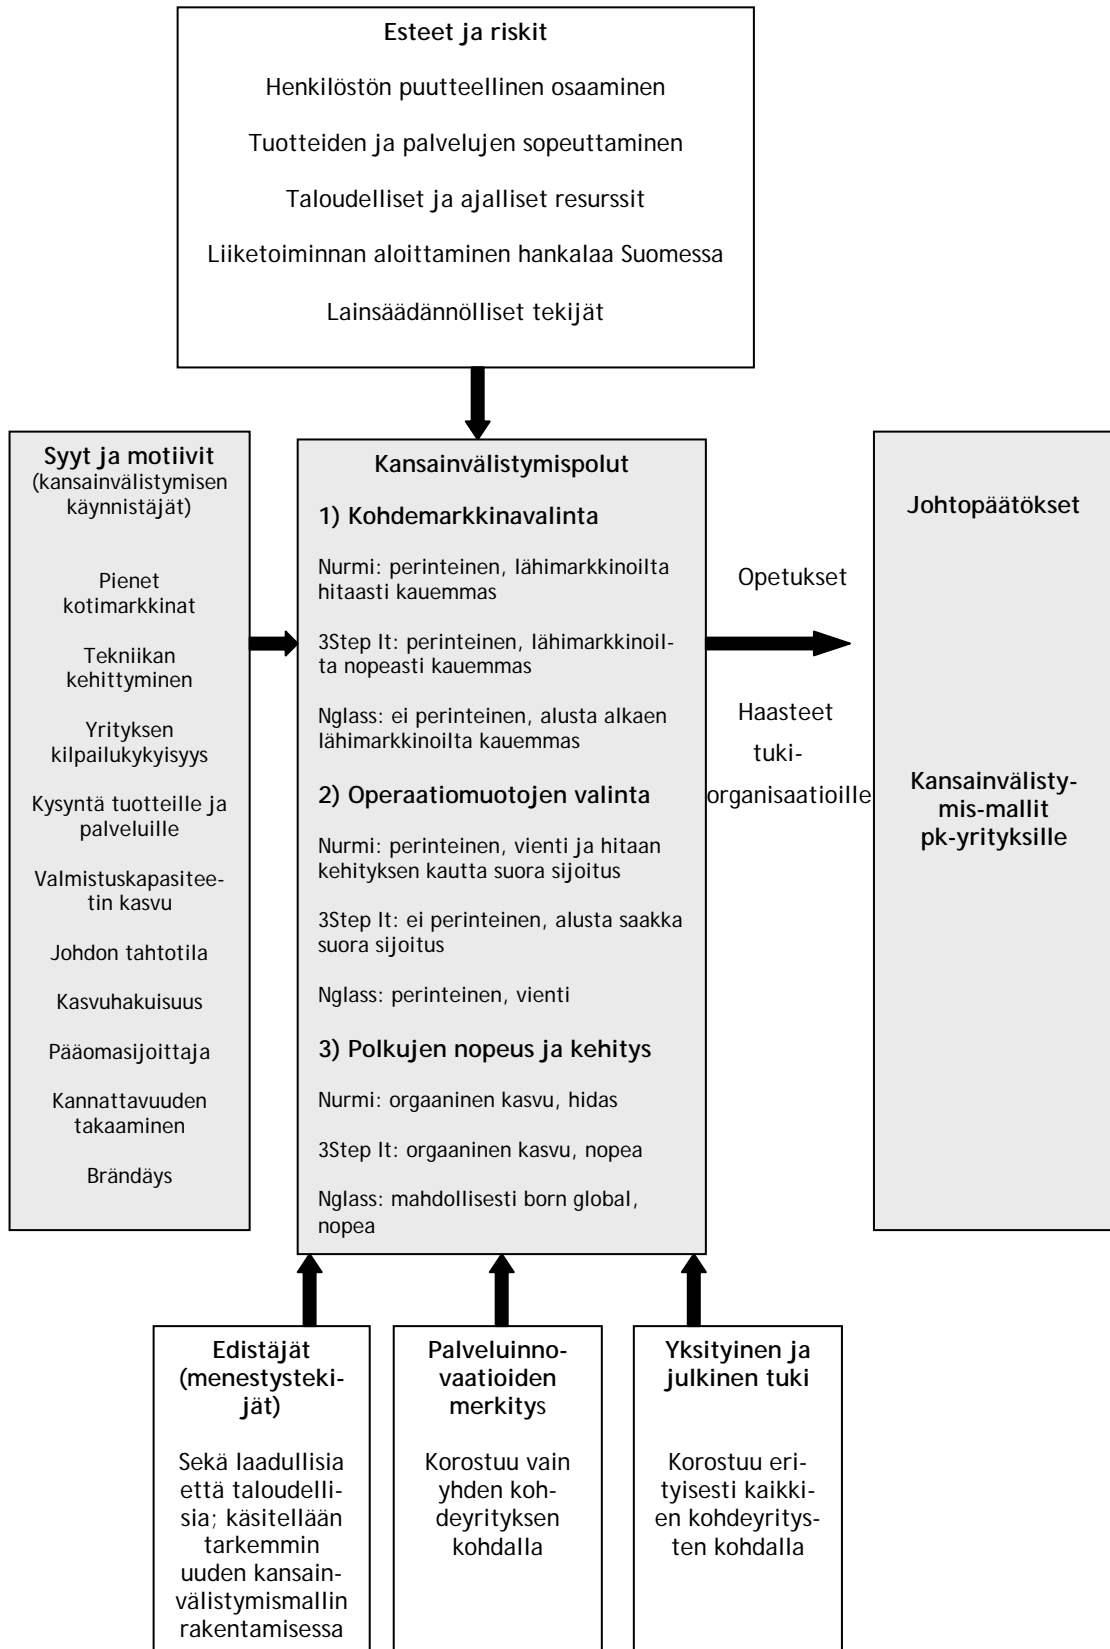 Esteet ja riskit
Henkilöstön puutteellinen osaaminen
Tuotteiden ja palvelujen sopeuttaminen
Taloudelliset ja ajalliset resurssit
Liiketoiminnan aloittaminen hankalaa Suomessa
Lainsäädännölliset tekijät
Syyt ja motiivit
(kansainvälistymisen
käynnistäjät)
Pienet
kotimarkkinat
Tekniikan
kehittyminen
Yrityksen
kilpailukykyisyys
Kysyntä tuotteille ja
palveluille
Valmistuskapasitee-
tin kasvu
Johdon tahtotila
Kasvuhakuisuus
Pääomasijoittaja
Kannattavuuden
takaaminen
Brändäys
Kansainvälistymispolut
1) Kohdemarkkinavalinta
Nurmi: perinteinen, lähimarkkinoilta
hitaasti kauemmas
3Step It: perinteinen, lähimarkkinoil-
ta nopeasti kauemmas
Nglass: ei perinteinen, alusta alkaen
lähimarkkinoilta kauemmas
2) Operaatiomuotojen valinta
Nurmi: perinteinen, vienti ja hitaan
kehityksen kautta suora sijoitus
3Step It: ei perinteinen, alusta saakka
suora sijoitus
Nglass: perinteinen, vienti
3) Polkujen nopeus ja kehitys
Nurmi: orgaaninen kasvu, hidas
3Step It: orgaaninen kasvu, nopea
Nglass: mahdollisesti born global,
nopea
Opetukset
Haasteet
tuki-
organisaatioille
Johtopäätökset
Kansainvälisty-
mis-mallit
pk-yrityksille
Edistäjät
(menestysteki-
jät)
Sekä laadullisia
että taloudelli-
sia; käsitellään
tarkemmin
uuden kansain-
välistymismallin
rakentamisessa
Palveluinno-
vaatioiden
merkitys
Korostuu vain
yhden koh-
deyrityksen
kohdalla
Yksityinen ja
julkinen tuki
Korostuu eri-
tyisesti kaikki-
en kohdeyritys-
ten kohdalla